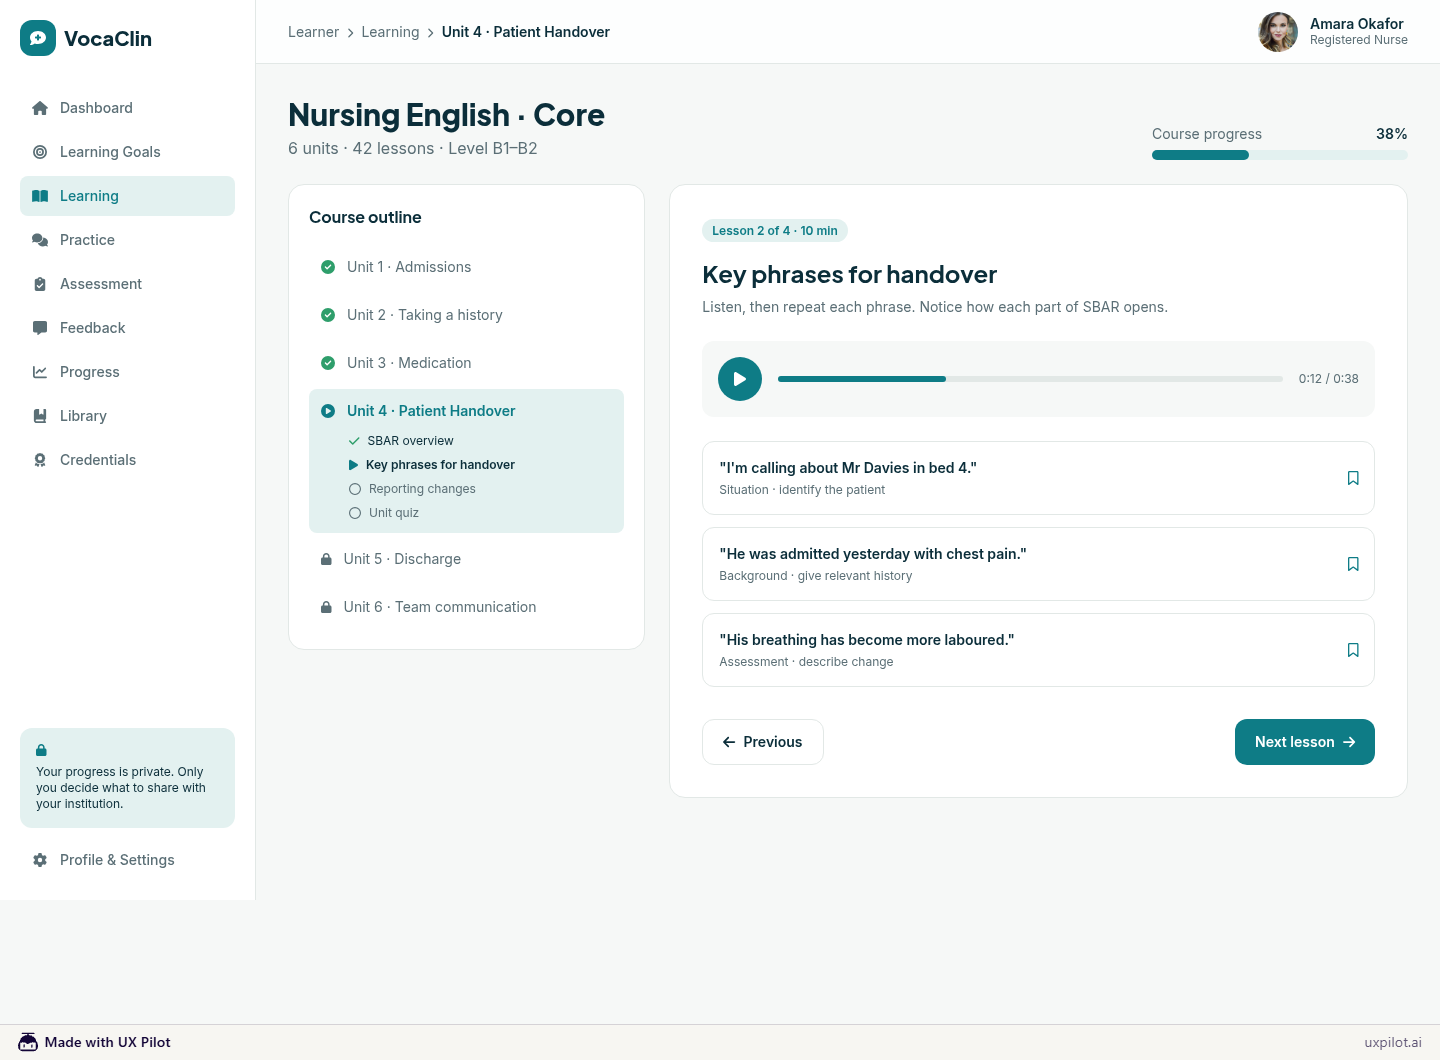 VocaClin
Learner > Learning > Unit 4 · Patient Handover
Amara Okafor
Registered Nurse
Dashboard
Learning Goals
Learning
Practice
Assessment
Feedback
Progress
Library
Credentials
Your progress is private. Only
you decide what to share with
your institution.
Profile & Settings
Nursing English · Core
6 units · 42 lessons · Level B1–B2
Course progress 38%
Course outline
Unit 1 · Admissions
Unit 2 · Taking a history
Unit 3 · Medication
Unit 4 · Patient Handover
SBAR overview
Key phrases for handover
Reporting changes
Unit quiz
Unit 5 · Discharge
Unit 6 · Team communication
Lesson 2 of 4 · 10 min
Key phrases for handover
Listen, then repeat each phrase. Notice how each part of SBAR opens.
0:12 / 0:38
"I'm calling about Mr Davies in bed 4."
Situation · identify the patient
"He was admitted yesterday with chest pain."
Background · give relevant history
"His breathing has become more laboured."
Assessment · describe change
Previous
Next lesson
Made with UX Pilot
uxpilot.ai